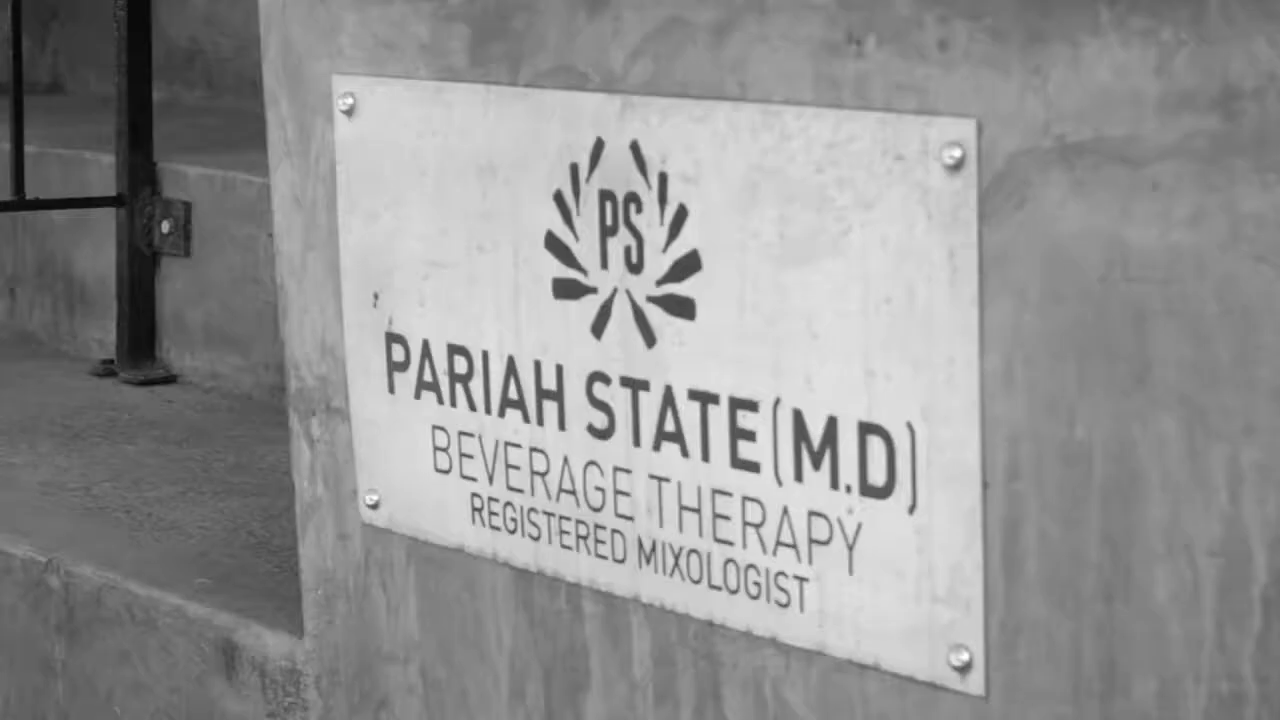 PS
PARIAH STATE(M.D)
BEVERAGE THERAPY
REGISTERED MIXOLOGIST